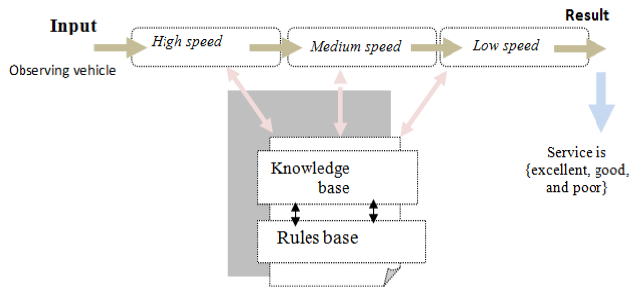 Result
Input
High speed
Medium speed
Low speed
Observing vehicle
Service is
{excellent, good,
and poor}
Knowledge
base
Rules base